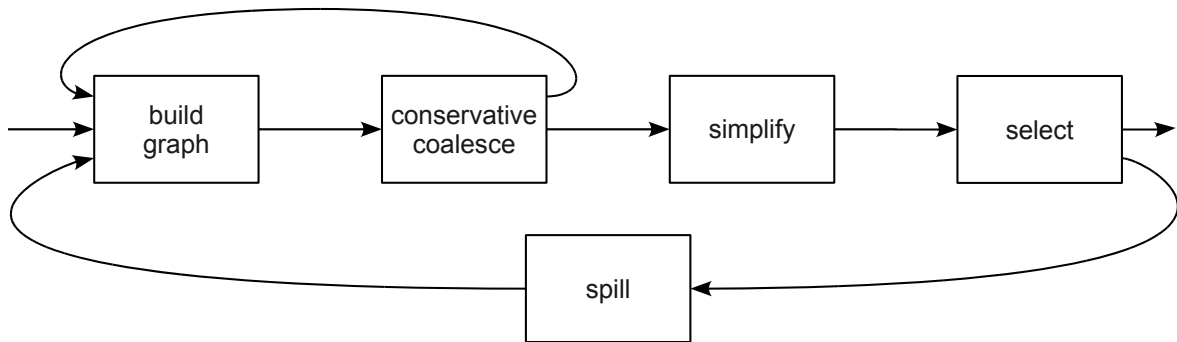 build
graph
conservative
coalesce
simplify
select
spill